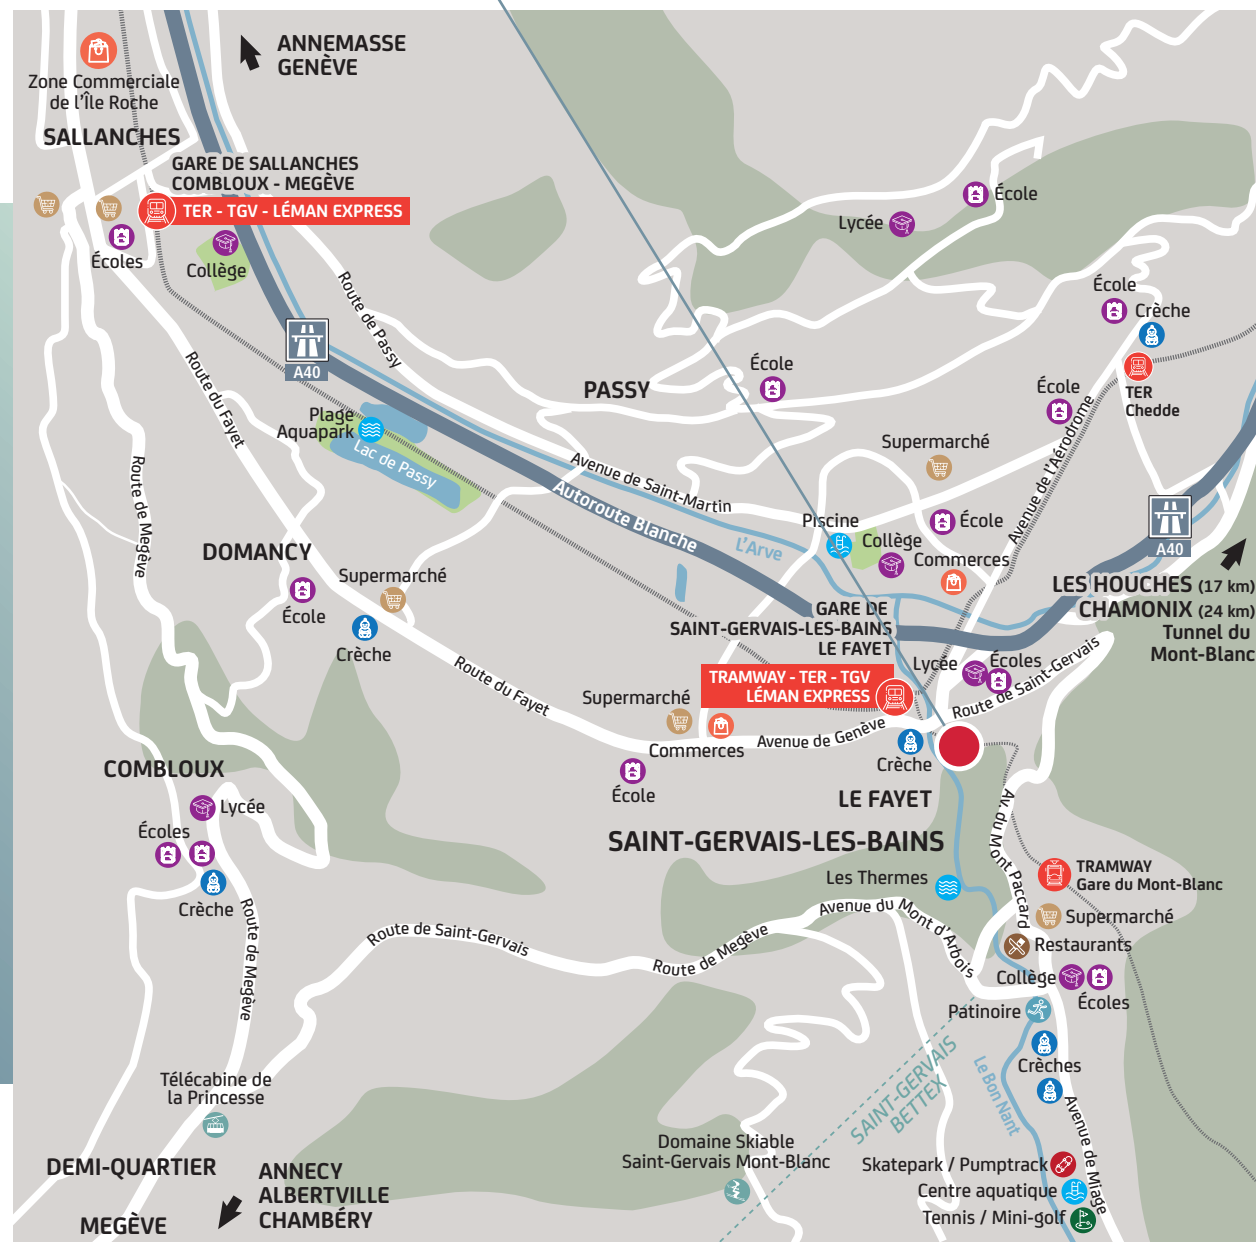 ANNEMASSE
GENÈVE
Zone Commerciale
de l'Île Roche
SALLANCHES
GARE DE SALLANCHES
COMBLOUX - MEGÈVE
TER - TGV - LÉMAN EXPRESS
Écoles
Collège
École
Lycée
École
Crèche
Route de Passy
A40
TER
Chedde
École
École
PASSY
Route du Fayet
Plage
Aquapark
Lac de Passy
Supermarché
Avenue de l'Aérodrome
Avenue de Saint-Martin
Autoroute Blanche
Route de Megève
L'Arve
Piscine
École
Collège
Commerces
A40
DOMANCY
Supermarché
École
Crèche
LES HOUCHES (17 km)
CHAMONIX (24 km)
Tunnel du
Mont-Blanc
GARE DE
SAINT-GERVAIS-LES-BAINS
LE FAYET
TRAMWAY - TER - TGV
LÉMAN EXPRESS
Lycée
Écoles
Route de Saint-Gervais
Route du Fayet
Supermarché
Commerces
Avenue de Genève
Crèche
École
LE FAYET
COMBLOUX
Lycée
Écoles
Crèche
SAINT-GERVAIS-LES-BAINS
Av. du Mont Paccard
Les Thermes
TRAMWAY
Gare du Mont-Blanc
Supermarché
Restaurants
Avenue du Mont d'Arbois
Route de Megève
Route de Saint-Gervais
Route de Megève
Collège
Écoles
Patinoire
Crèches
Le Bon Nant
SAINT-GERVAIS
BETTEX
Télécabine de
la Princesse
Avenue de Miage
Domaine Skiable
Saint-Gervais Mont-Blanc
Skatepark / Pumptrack
Centre aquatique
Tennis / Mini-golf
DEMI-QUARTIER
MEGÈVE
ANNECY
ALBERTVILLE
CHAMBÉRY